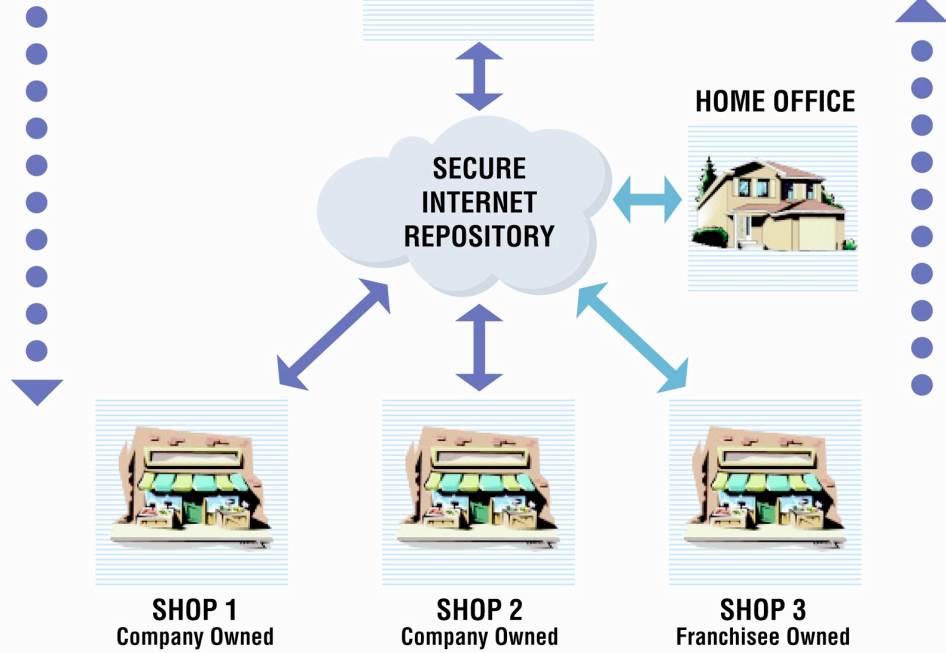 HOME OFFICE
SECURE
INTERNET
REPOSITORY
SHOP 1
Company Owned
SHOP 2
Company Owned
SHOP 3
Franchisee Owned